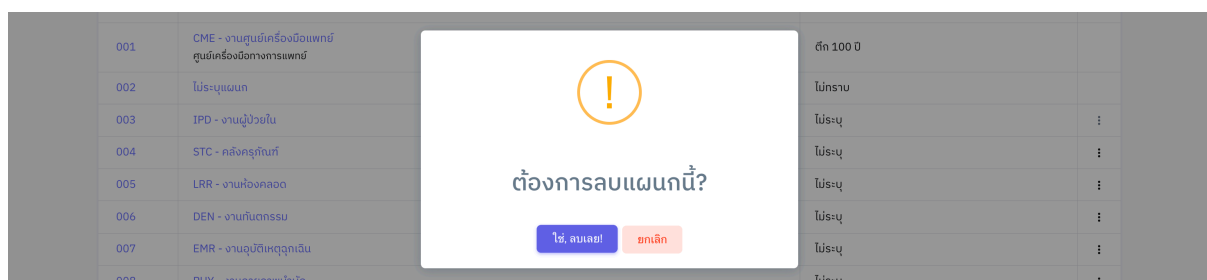 001 CME - งานศูนย์เครื่องมือแพทย์ ตึก 100 ปี
ศูนย์เครื่องมือทางการแพทย์
002 ไม่ระบุแผนก ไม่ทราบ
003 IPD - งานผู้ป่วยใน ไม่ระบุ
004 STC - คลังครุภัณฑ์ ไม่ระบุ
005 LRR - งานห้องคลอด ไม่ระบุ
006 DEN - งานทันตกรรม ไม่ระบุ
007 EMR - งานอุบัติเหตุฉุกเฉิน ไม่ระบุ
!
ต้องการลบแผนกนี้?
ใช่, ลบเลย! ยกเลิก